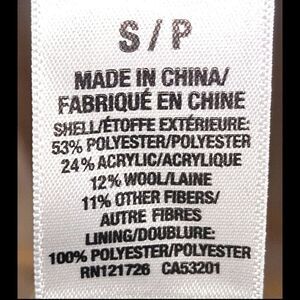 S/P
MADE IN CHINA/
FABRIQUÉ EN CHINE
SHELL/ÉTOFFE EXTÉRIEURE:
53% POLYESTER/POLYESTER
24% ACRYLIC/ACRYLIQUE
12% WOOL/LAINE
11% OTHER FIBERS/
AUTRE FIBRES
LINING/DOUBLURE:
100% POLYESTER/POLYESTER
RN121726 CA53201